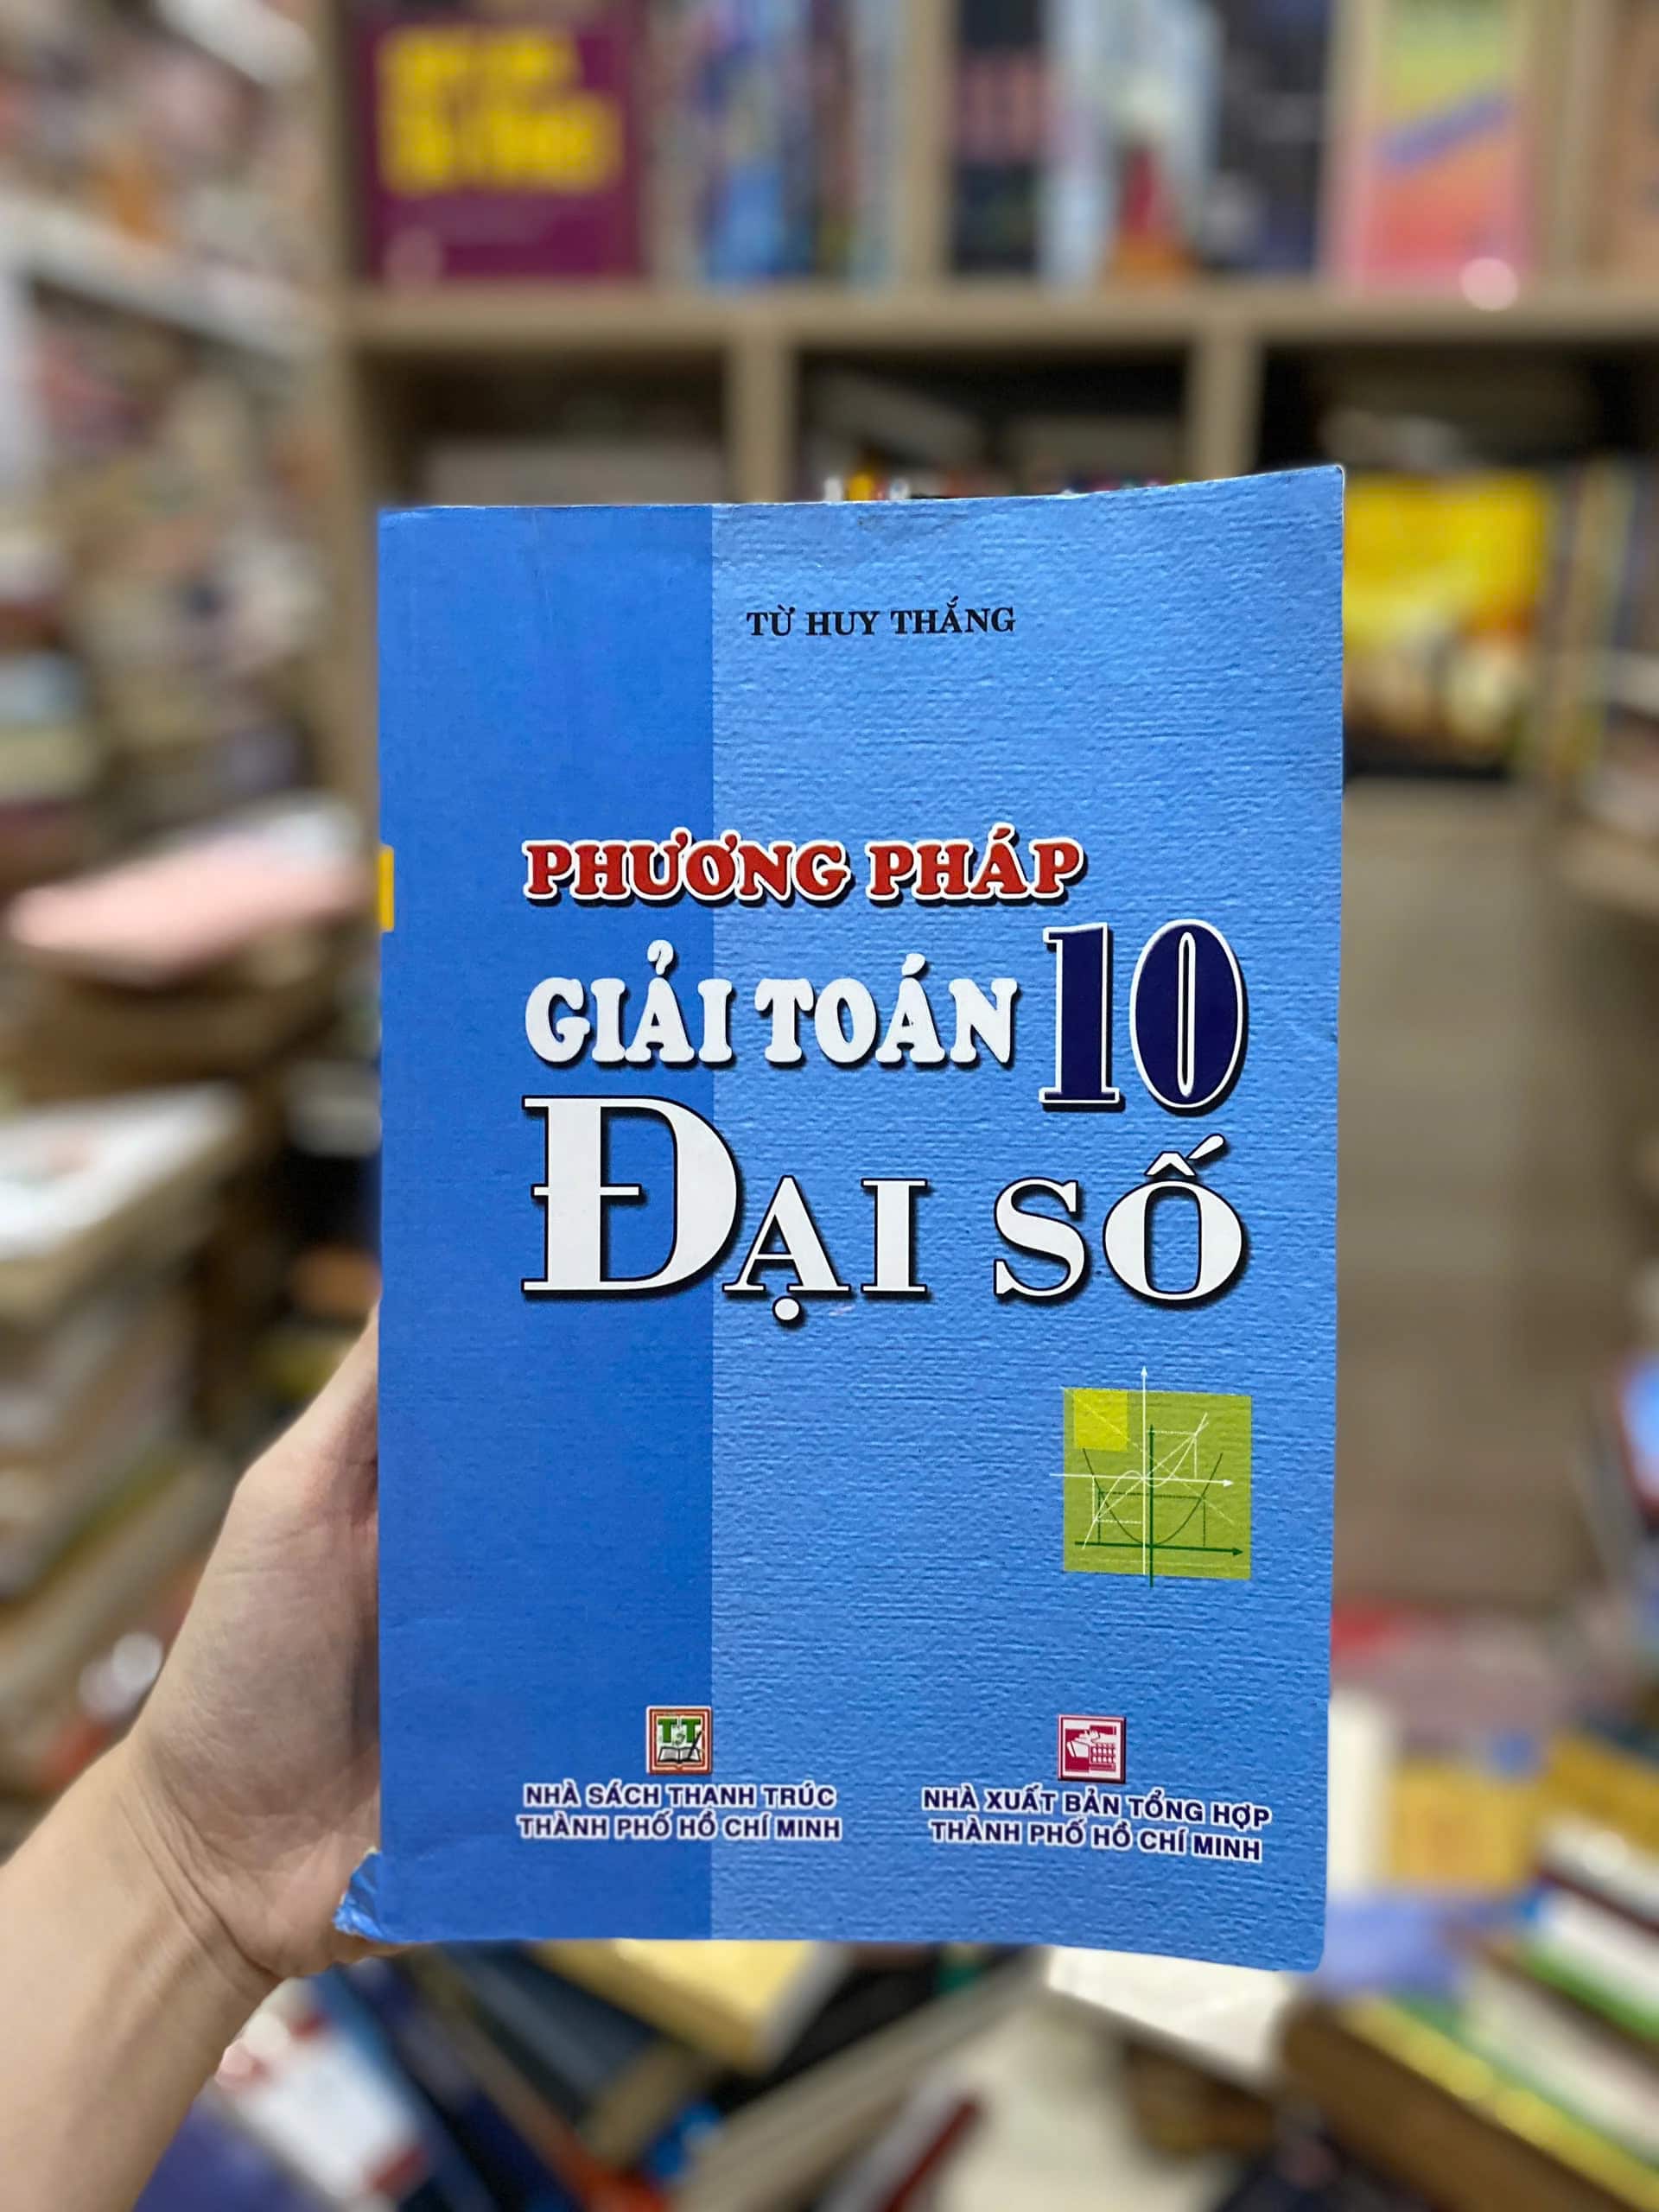 TỪ HUY THẮNG
PHƯƠNG PHÁP
GIẢI TOÁN 10
ĐẠI SỐ
NHÀ SÁCH THANH TRÚC
THÀNH PHỐ HỒ CHÍ MINH
NHÀ XUẤT BẢN TỔNG HỢP
THÀNH PHỐ HỒ CHÍ MINH